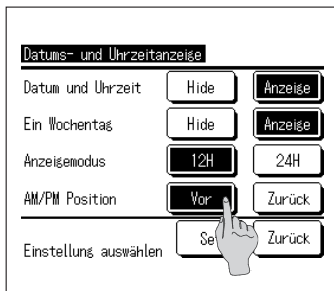 Datums- und Uhrzeitanzeige
Datum und Uhrzeit Hide Anzeige
Ein Wochentag Hide Anzeige
Anzeigemodus 12H 24H
AM/PM Position Vor Zurück
Einstellung auswählen Se Zurück